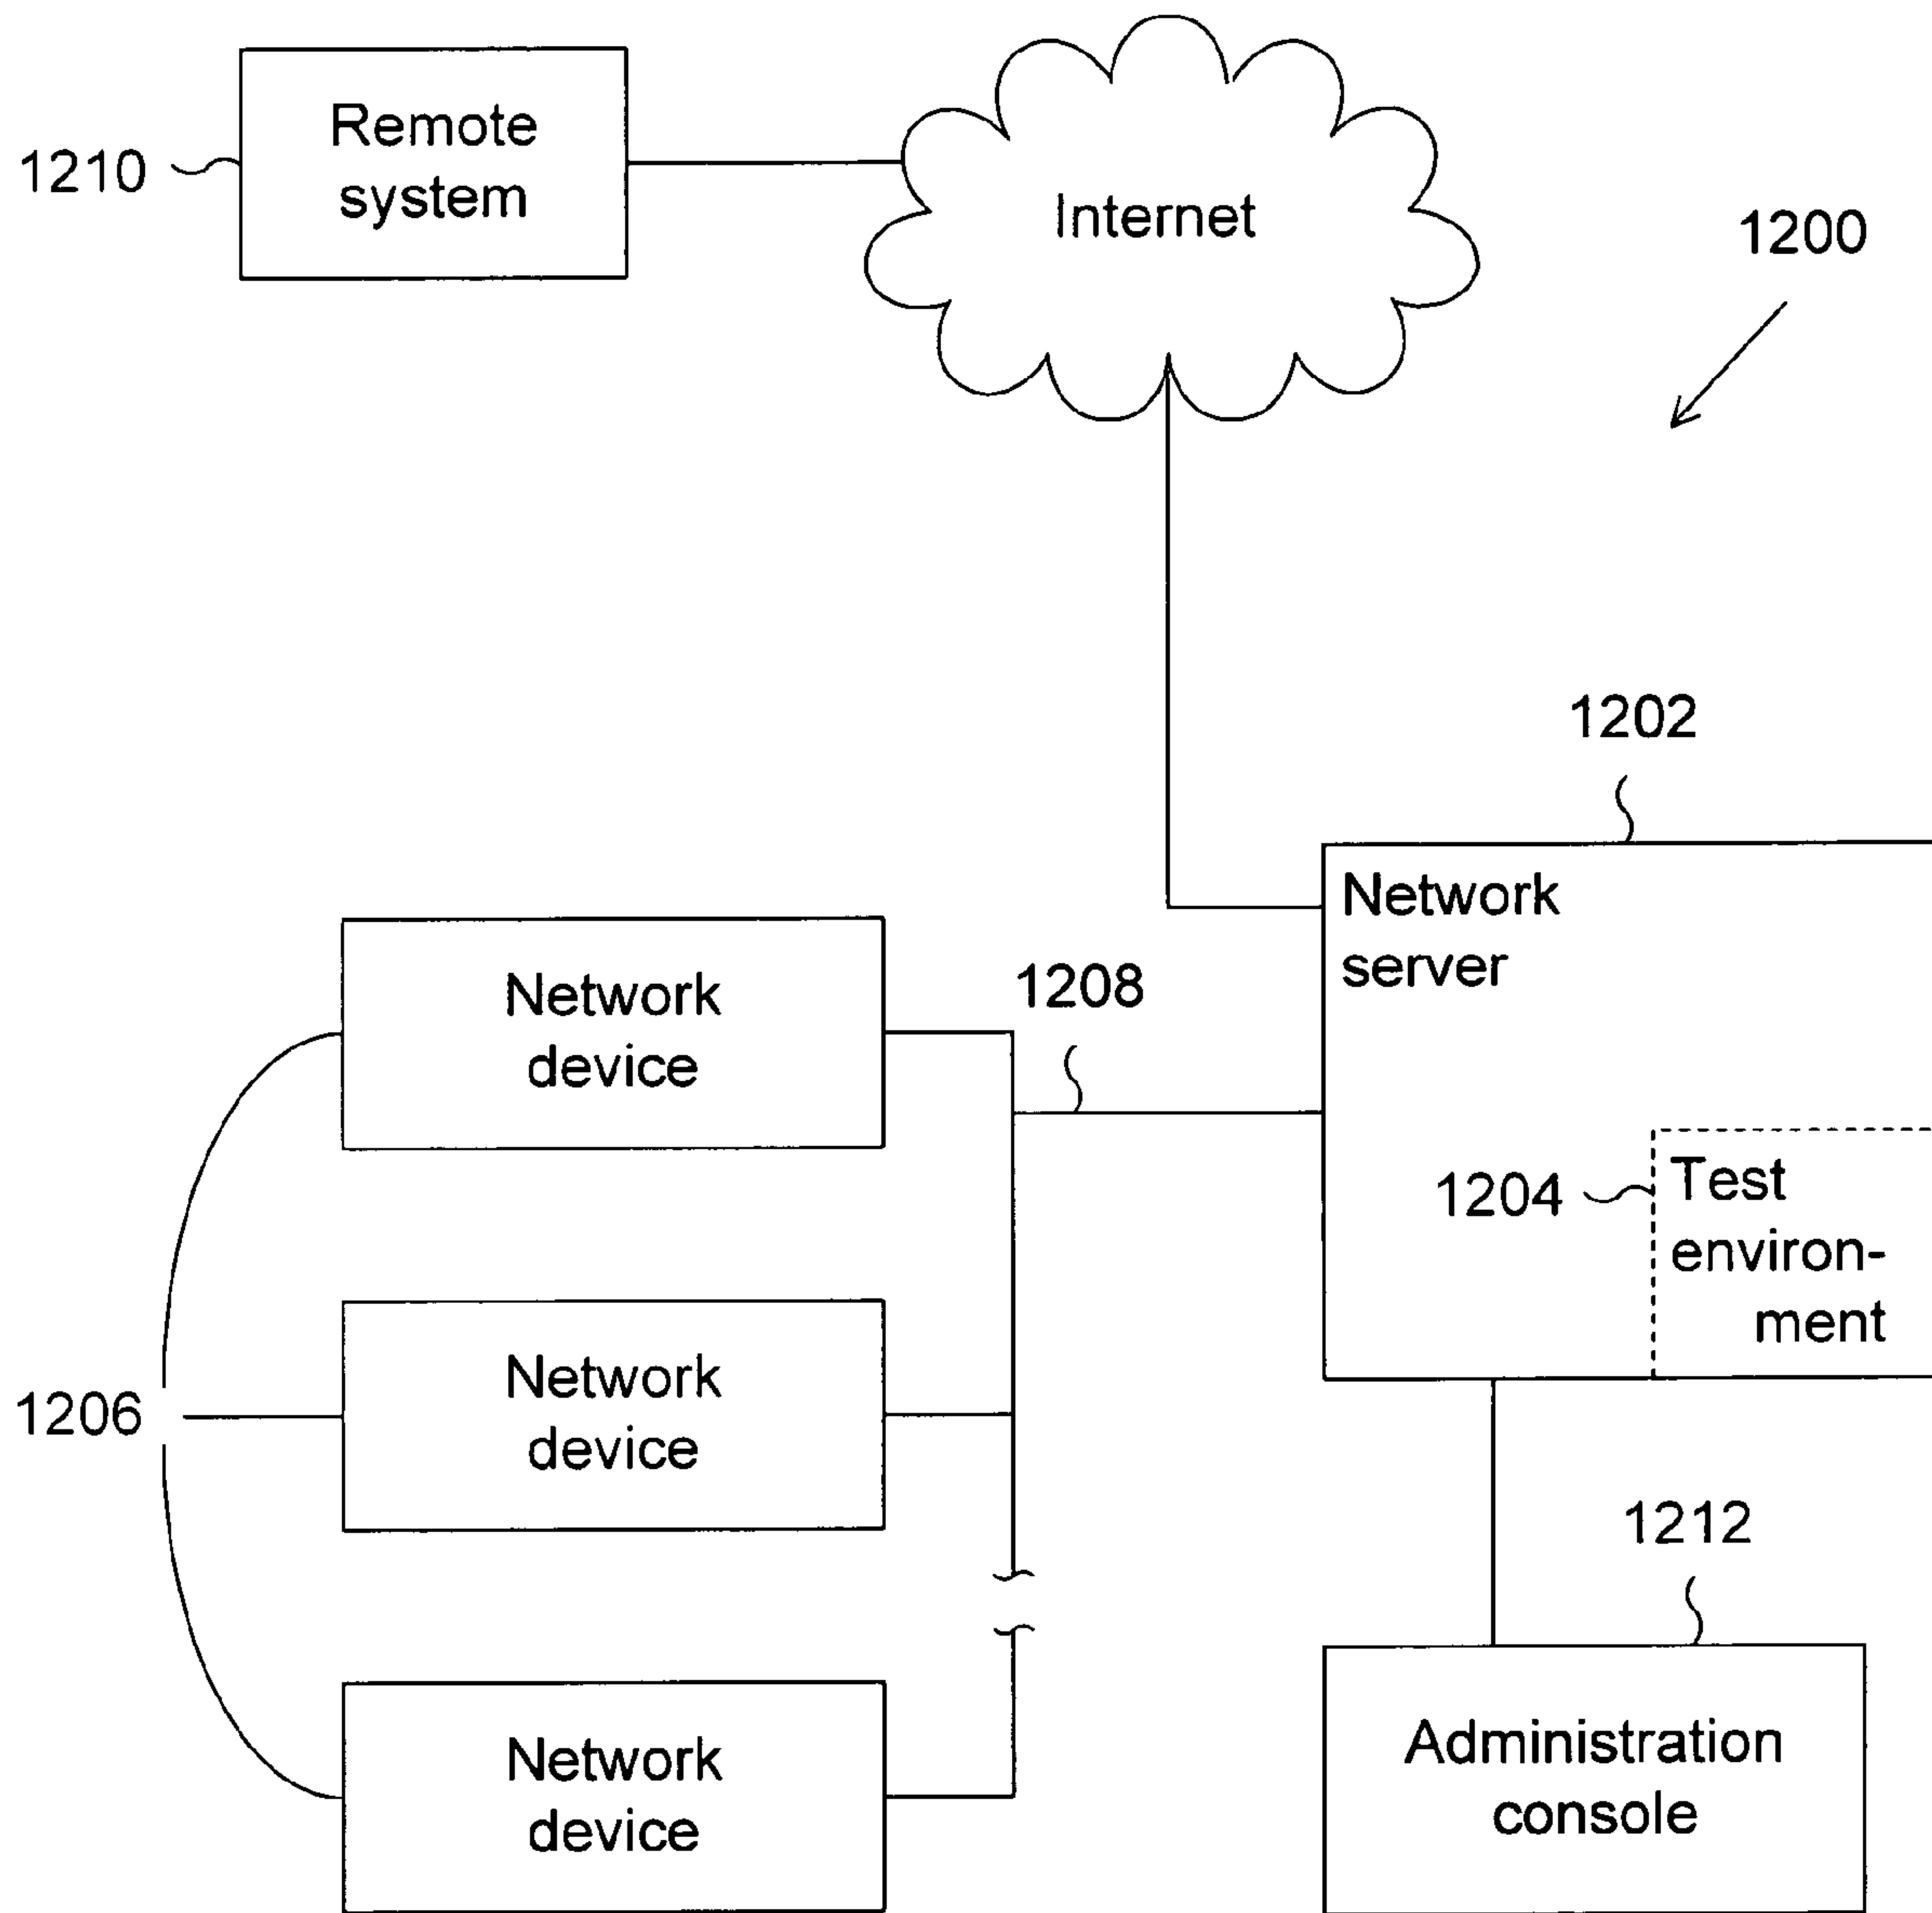 Remote
system
1210
Internet
1200
1202
Network
server
Network
device
1208
1204
Test
environ-
ment
Network
device
1206
1212
Network
device
Administration
console